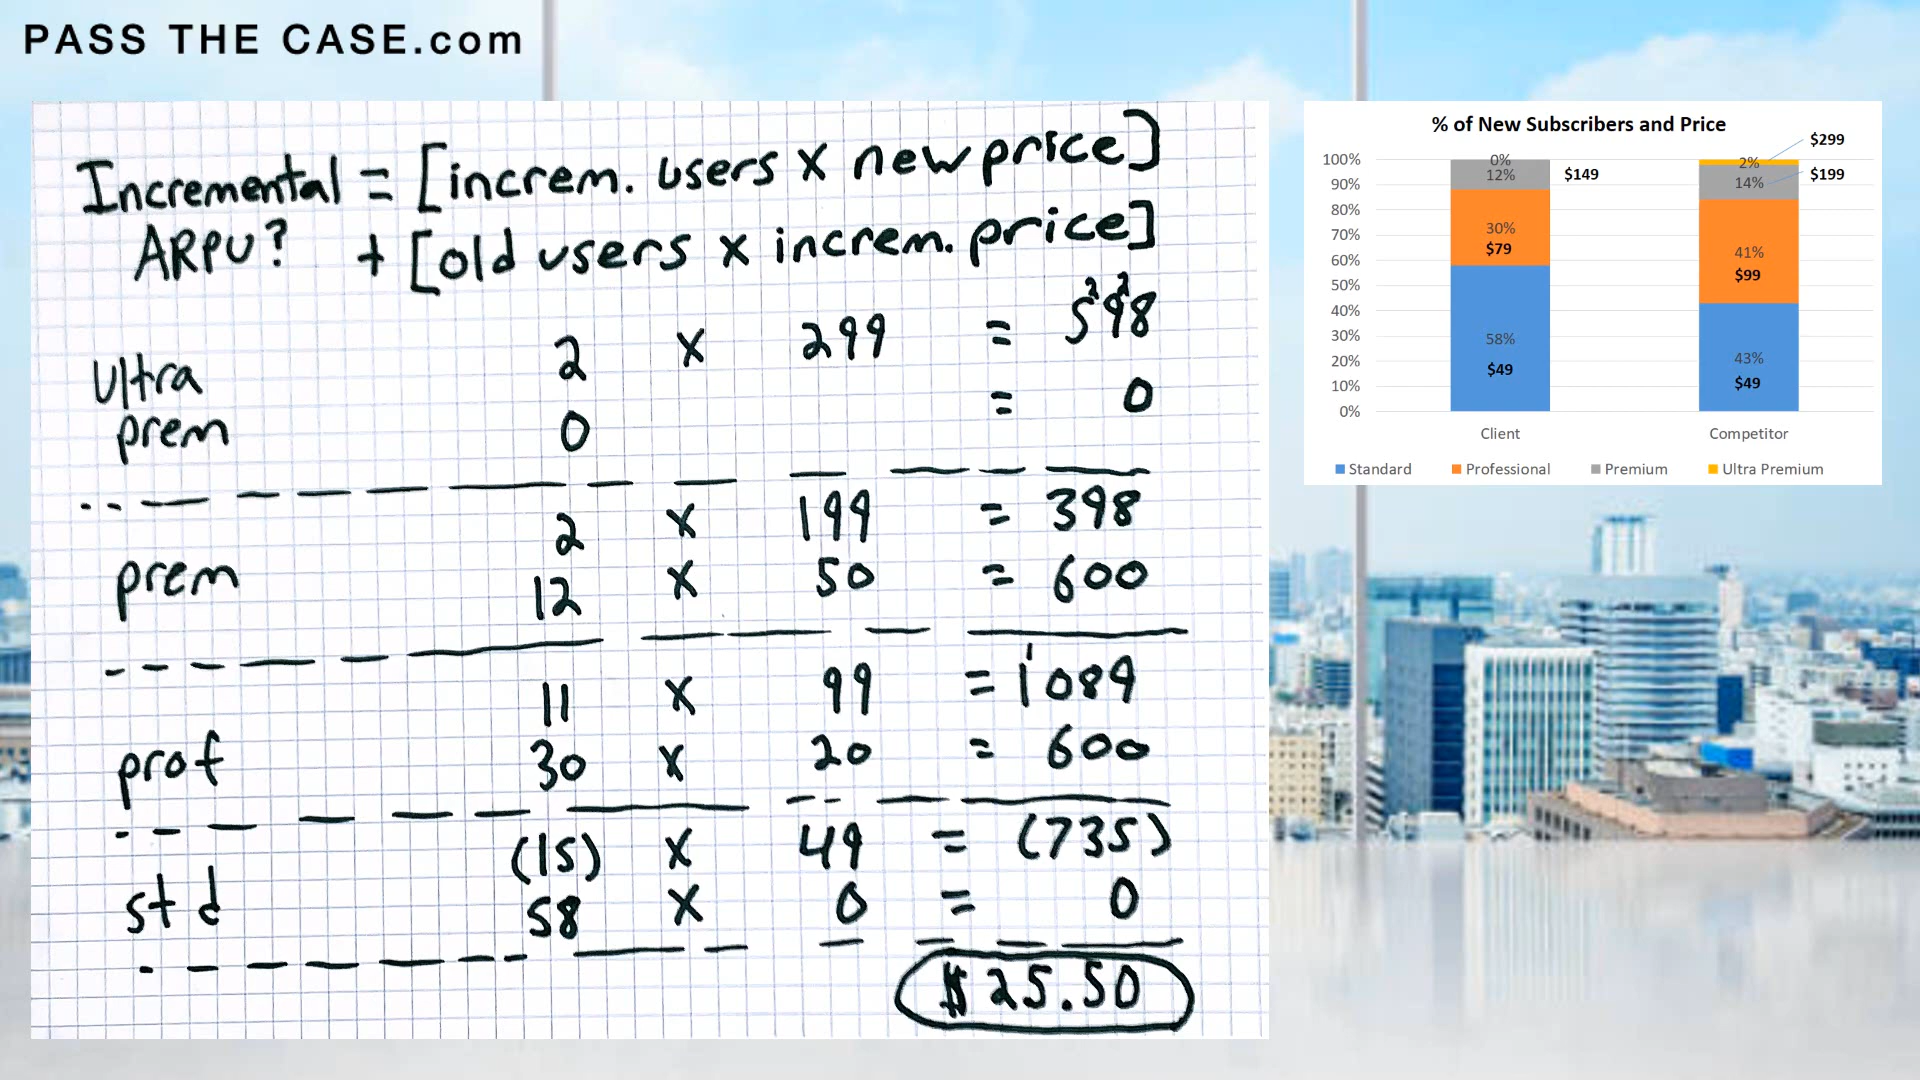 PASS THE CASE.com
Incremental = [increm. users x new price]
ARPU? + [old users x increm. price]
Ultra 2 x 299 = 598
prem 0 = 0
2 x 199 = 398
prem 12 x 50 = 600
11 x 99 = 1089
prof 30 x 20 = 600
(15) x 49 = (735)
std 58 x 0 = 0
$25.50
% of New Subscribers and Price
100%
90%
80%
70%
60%
50%
40%
30%
20%
10%
0%
0%
12%
$149
30%
$79
58%
$49
$299
2%
$199
14%
41%
$99
43%
$49
Client Competitor
Standard Professional Premium Ultra Premium